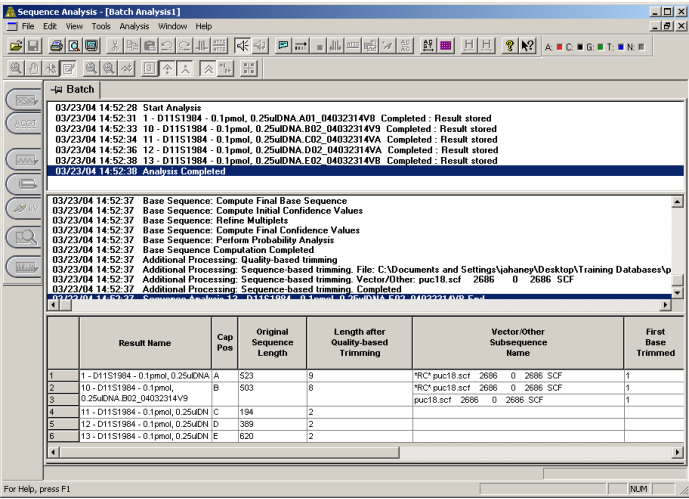 Sequence Analysis - [Batch Analysis1]
File Edit View Tools Analysis Window Help
A: C: G: T: N:
Batch
03/23/04 14:52:28 Start Analysis
03/23/04 14:52:31 1 - D11S1984 - 0.1pmol, 0.25ulDNA.A01_04032314V8 Completed : Result stored
03/23/04 14:52:33 10 - D11S1984 - 0.1pmol, 0.25ulDNA.B02_04032314V9 Completed : Result stored
03/23/04 14:52:34 11 - D11S1984 - 0.1pmol, 0.25ulDNA.C02_04032314VA Completed : Result stored
03/23/04 14:52:36 12 - D11S1984 - 0.1pmol, 0.25ulDNA.D02_04032314VA Completed : Result stored
03/23/04 14:52:38 13 - D11S1984 - 0.1pmol, 0.25ulDNA.E02_04032314VB Completed : Result stored
03/23/04 14:52:38 Analysis Completed
03/23/04 14:52:37 Base Sequence: Compute Final Base Sequence
03/23/04 14:52:37 Base Sequence: Compute Initial Confidence Values
03/23/04 14:52:37 Base Sequence: Refine Multiplets
03/23/04 14:52:37 Base Sequence: Compute Final Confidence Values
03/23/04 14:52:37 Base Sequence: Perform Probability Analysis
03/23/04 14:52:37 Base Sequence Computation Completed
03/23/04 14:52:37 Additional Processing: Quality-based trimming
03/23/04 14:52:37 Additional Processing: Sequence-based trimming. File: C:\Documents and Settings\jahaney\Desktop\Training Databases\p
03/23/04 14:52:37 Additional Processing: Sequence-based trimming. Vector/Other: puc18.scf 2686 0 2686 SCF
03/23/04 14:52:37 Additional Processing: Sequence-based trimming. Completed
03/23/04 14:52:37 Sequence Analysis 13 - D11S1984 - 0.1pmol, 0.25ulDNA.E02_04032314VB End
Result Name Cap Pos Original Sequence Length Length after Quality-based Trimming Vector/Other Subsequence Name First Base Trimmed
1 1 - D11S1984 - 0.1pmol, 0.25ulDNA A 523 9 *RC* puc18.scf 2686 0 2686 SCF 1
2 10 - D11S1984 - 0.1pmol, B 503 8 *RC* puc18.scf 2686 0 2686 SCF 1
3 0.25ulDNA.B02_04032314V9 puc18.scf 2686 0 2686 SCF 1
4 11 - D11S1984 - 0.1pmol, 0.25ulDN C 194 2
5 12 - D11S1984 - 0.1pmol, 0.25ulDN D 389 2
6 13 - D11S1984 - 0.1pmol, 0.25ulDN E 620 2
For Help, press F1
NUM